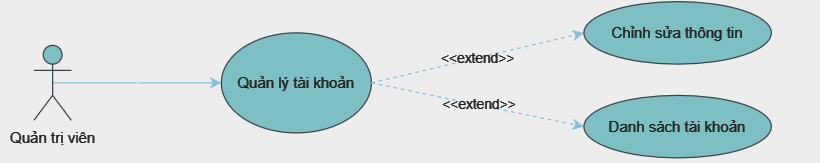 Chỉnh sửa thông tin
<<extend>>
Quản lý tài khoản
<<extend>>
Danh sách tài khoản
Quản trị viên